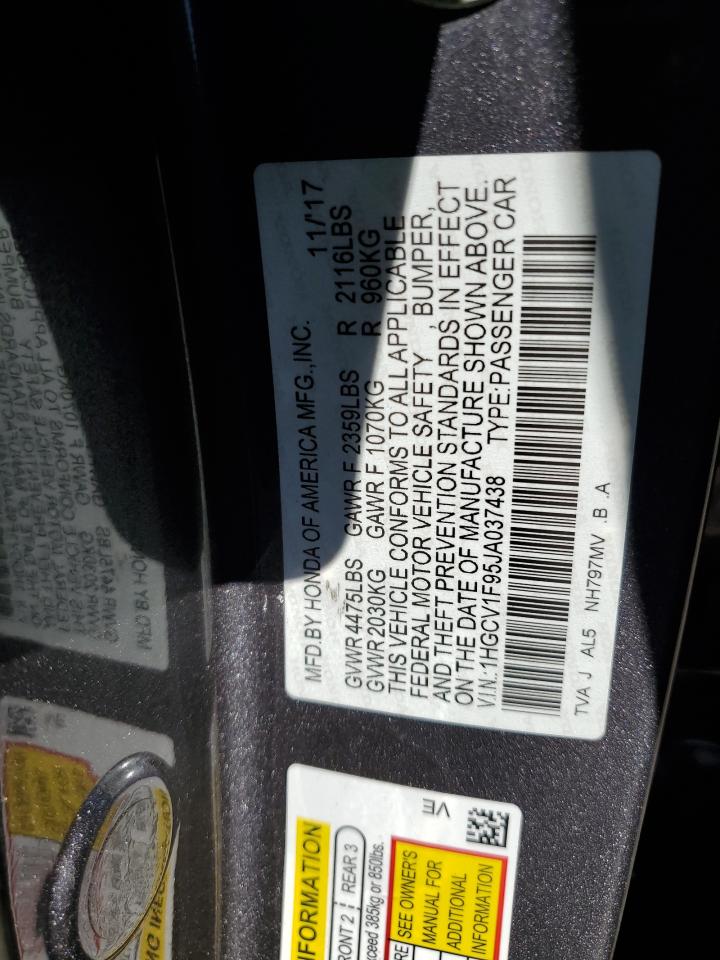 MFD.BY HONDA OF AMERICA MFG.,INC. 11/'17
GVWR 4475LBS GAWR F 2359LBS R 2116LBS
GVWR 2030KG GAWR F 1070KG R 960KG
THIS VEHICLE CONFORMS TO ALL APPLICABLE
FEDERAL MOTOR VEHICLE SAFETY , BUMPER,
AND THEFT PREVENTION STANDARDS IN EFFECT
ON THE DATE OF MANUFACTURE SHOWN ABOVE.
V.I.N.:1HGCV1F95JA037438 TYPE:PASSENGER CAR
TVA J AL5 NH797MV .B .A
REAR 3
385kg or 850lbs.
SEE OWNER'S
MANUAL FOR
ADDITIONAL
INFORMATION